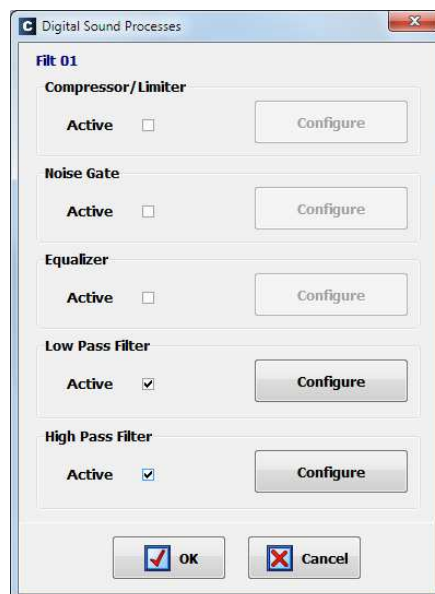 C Digital Sound Processes x
Filt 01
Compressor/Limiter
Active Configure
Noise Gate
Active Configure
Equalizer
Active Configure
Low Pass Filter
Active Configure
High Pass Filter
Active Configure
OK Cancel